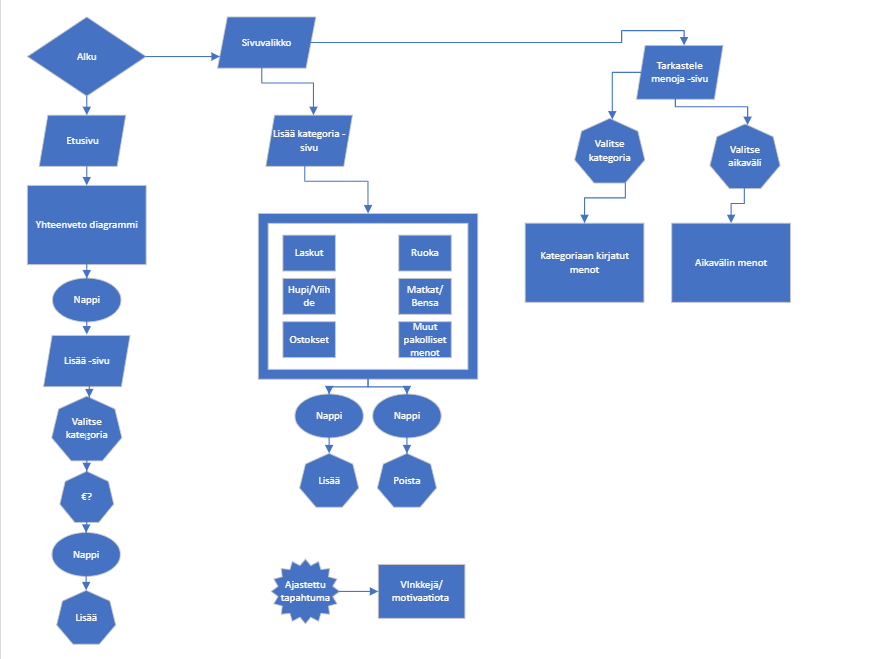 Alku
Etusivu
Yhteenveto diagrammi
Nappi
Lisää -sivu
Valitse
kategoria
€?
Nappi
Lisää
Sivuvalikko
Lisää kategoria -
sivu
Laskut
Ruoka
Hupi/Viih
de
Matkat/
Bensa
Ostokset
Muut
pakolliset
menot
Nappi
Nappi
Lisää
Poista
Ajastettu
tapahtuma
VInkkejä/
motivaatiota
Tarkastele
menoja -sivu
Valitse
kategoria
Valitse
aikaväli
Kategoriaan kirjatut
menot
Aikavälin menot